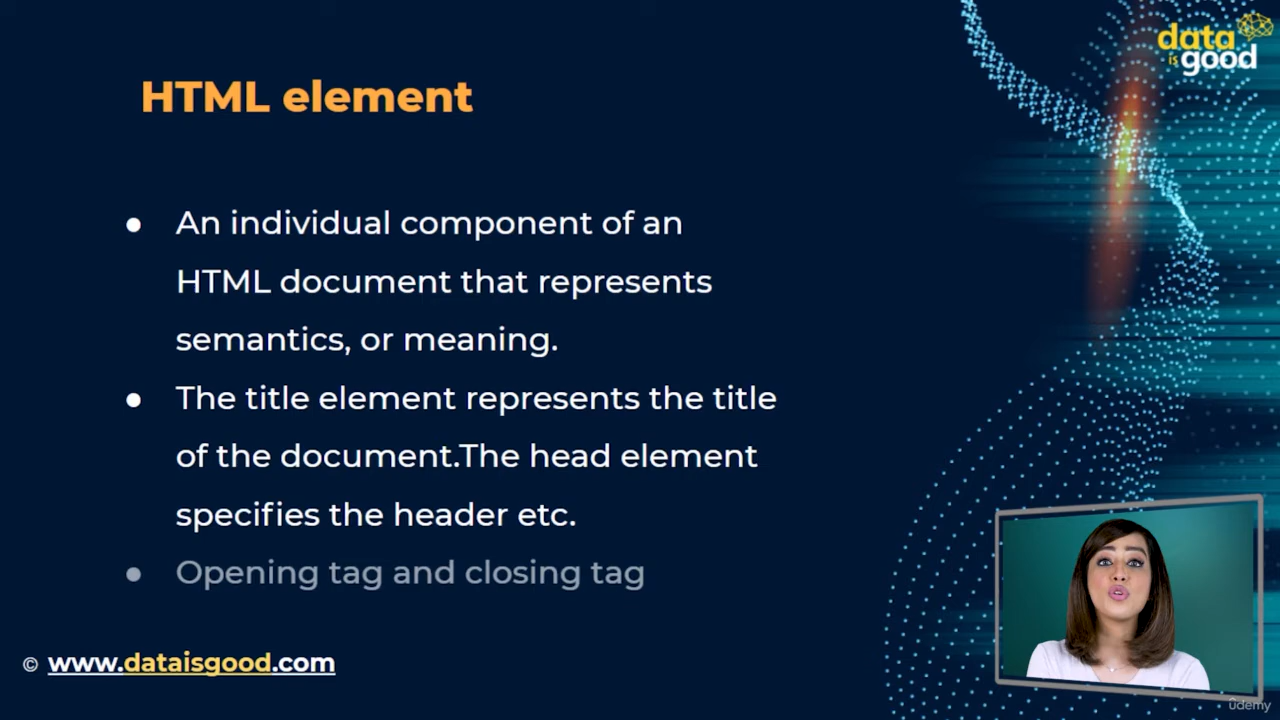 data
is good
HTML element
● An individual component of an
HTML document that represents
semantics, or meaning.
● The title element represents the title
of the document.The head element
specifies the header etc.
● Opening tag and closing tag
© www.dataisgood.com
ûdemy